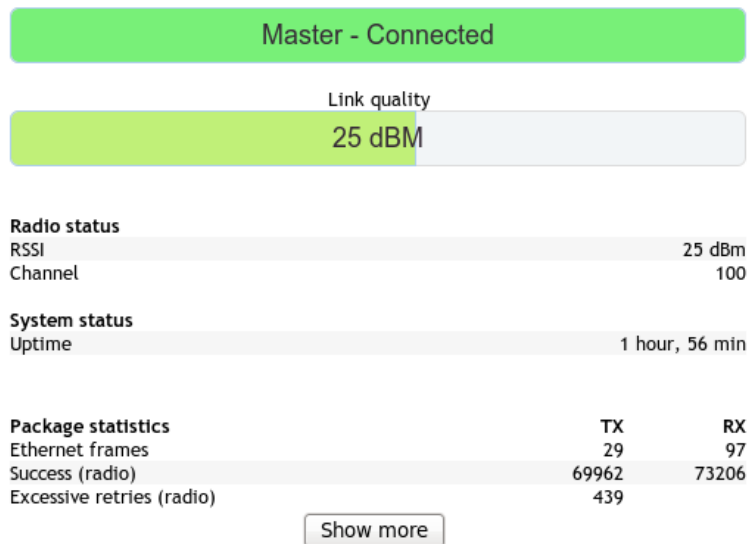 Master - Connected
Link quality
25 dBM
Radio status
RSSI 25 dBm
Channel 100
System status
Uptime 1 hour, 56 min
Package statistics TX RX
Ethernet frames 29 97
Success (radio) 69962 73206
Excessive retries (radio) 439
Show more